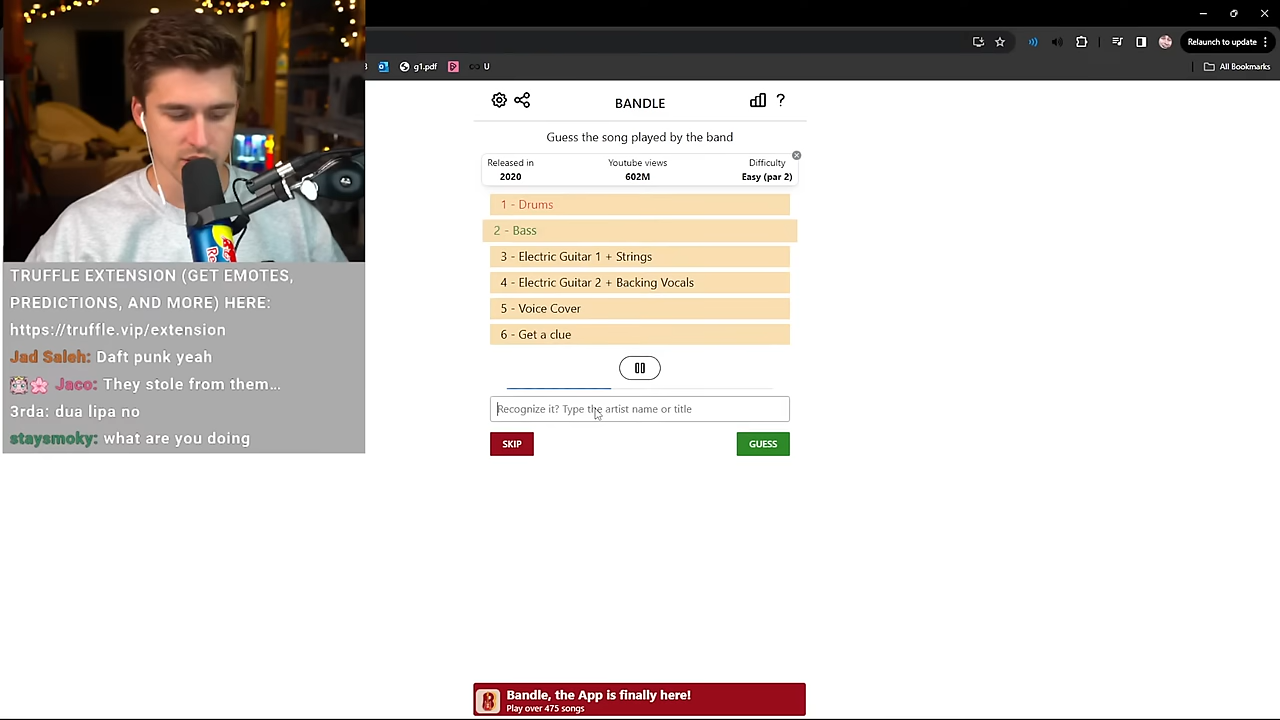 Relaunch to update
g1.pdf
U
All Bookmarks
BANDLE
?
Guess the song played by the band
Released in
2020
Youtube views
602M
Difficulty
Easy (par 2)
1 - Drums
2 - Bass
3 - Electric Guitar 1 + Strings
4 - Electric Guitar 2 + Backing Vocals
5 - Voice Cover
6 - Get a clue
Recognize it? Type the artist name or title
SKIP
GUESS
TRUFFLE EXTENSION (GET EMOTES,
PREDICTIONS, AND MORE) HERE:
https://truffle.vip/extension
Jad Saleh: Daft punk yeah
Jaco: They stole from them...
3rda: dua lipa no
staysmoky: what are you doing
Bandle, the App is finally here!
Play over 475 songs